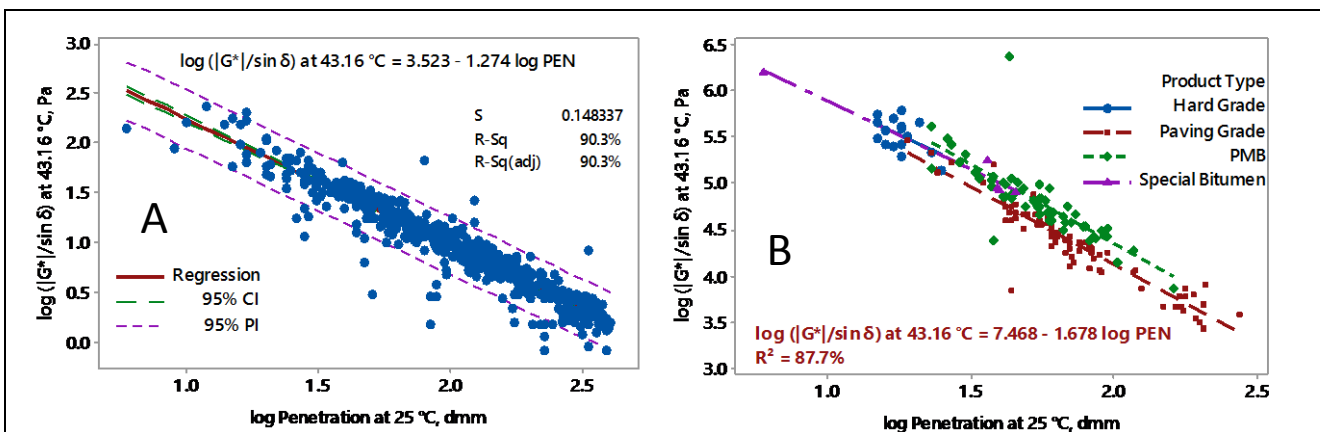 log (|G*|/sin δ) at 43.16 °C = 3.523 - 1.274 log PEN
S 0.148337
R-Sq 90.3%
R-Sq(adj) 90.3%
A
Regression
95% CI
95% PI
3.0
2.5
2.0
1.5
1.0
0.5
0.0
log (|G*|/sin δ) at 43.16 °C, Pa
1.0 1.5 2.0 2.5
log Penetration at 25 °C, dmm
6.5
6.0
5.5
5.0
4.5
4.0
3.5
3.0
log (|G*|/sin δ) at 43.16 °C, Pa
Product Type
Hard Grade
Paving Grade
PMB
Special Bitumen
B
log (|G*|/sin δ) at 43.16 °C = 7.468 - 1.678 log PEN
R² = 87.7%
1.0 1.5 2.0 2.5
log Penetration at 25 °C, dmm